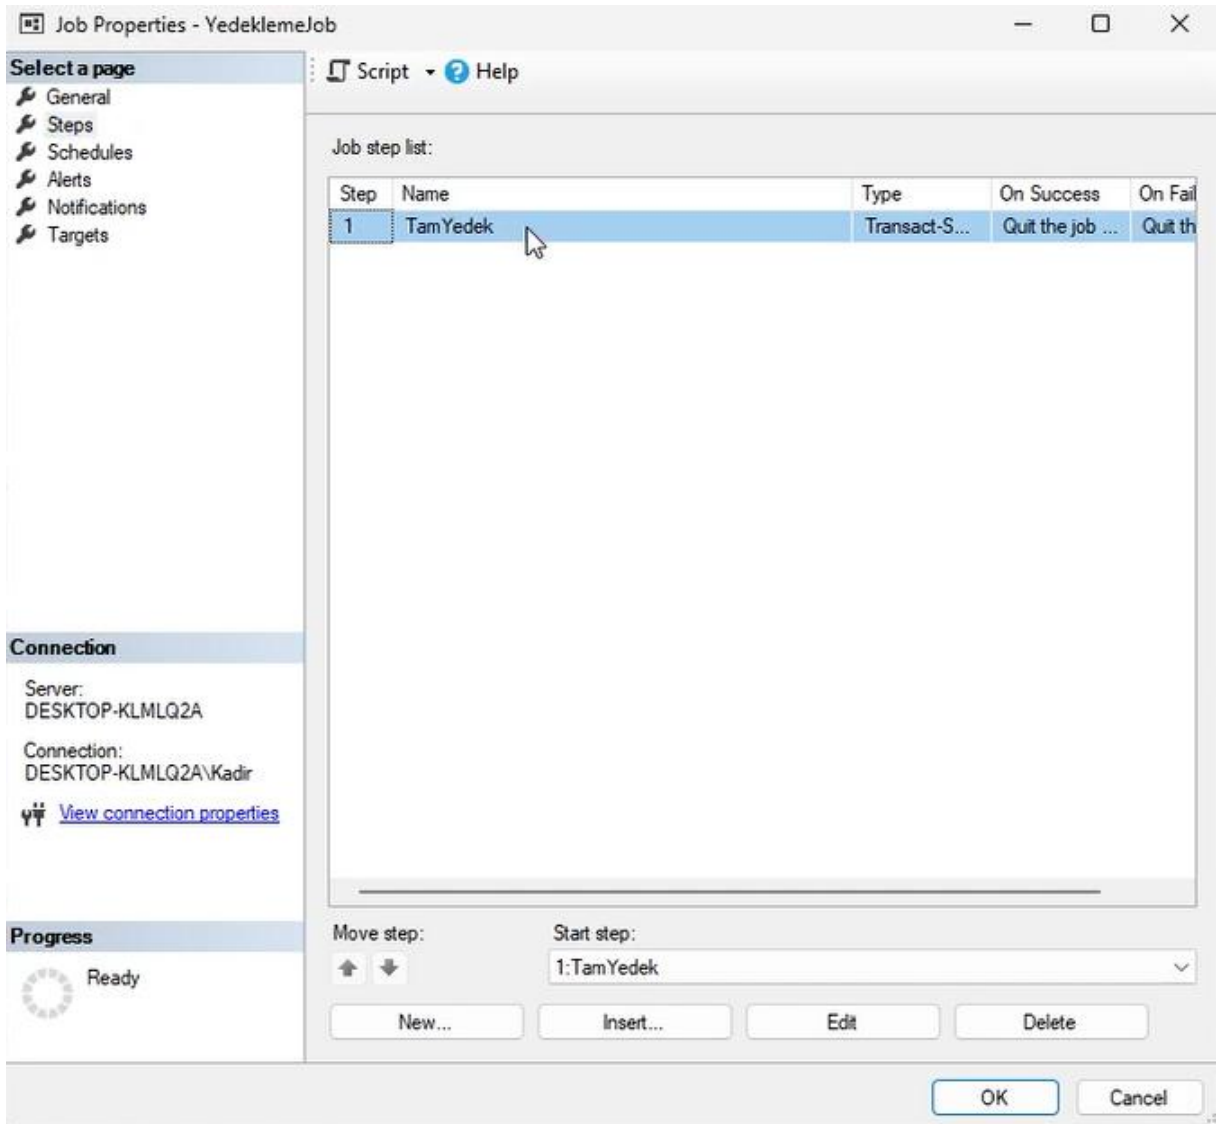 Job Properties - YedeklemeJob
Select a page
General
Steps
Schedules
Alerts
Notifications
Targets
Script
Help
Job step list:
Step Name Type On Success On Fail
1 TamYedek Transact-S... Quit the job ... Quit th
Connection
Server:
DESKTOP-KLMLQ2A
Connection:
DESKTOP-KLMLQ2A\Kadir
View connection properties
Progress
Ready
Move step: Start step:
1:TamYedek
New... Insert... Edit Delete
OK Cancel